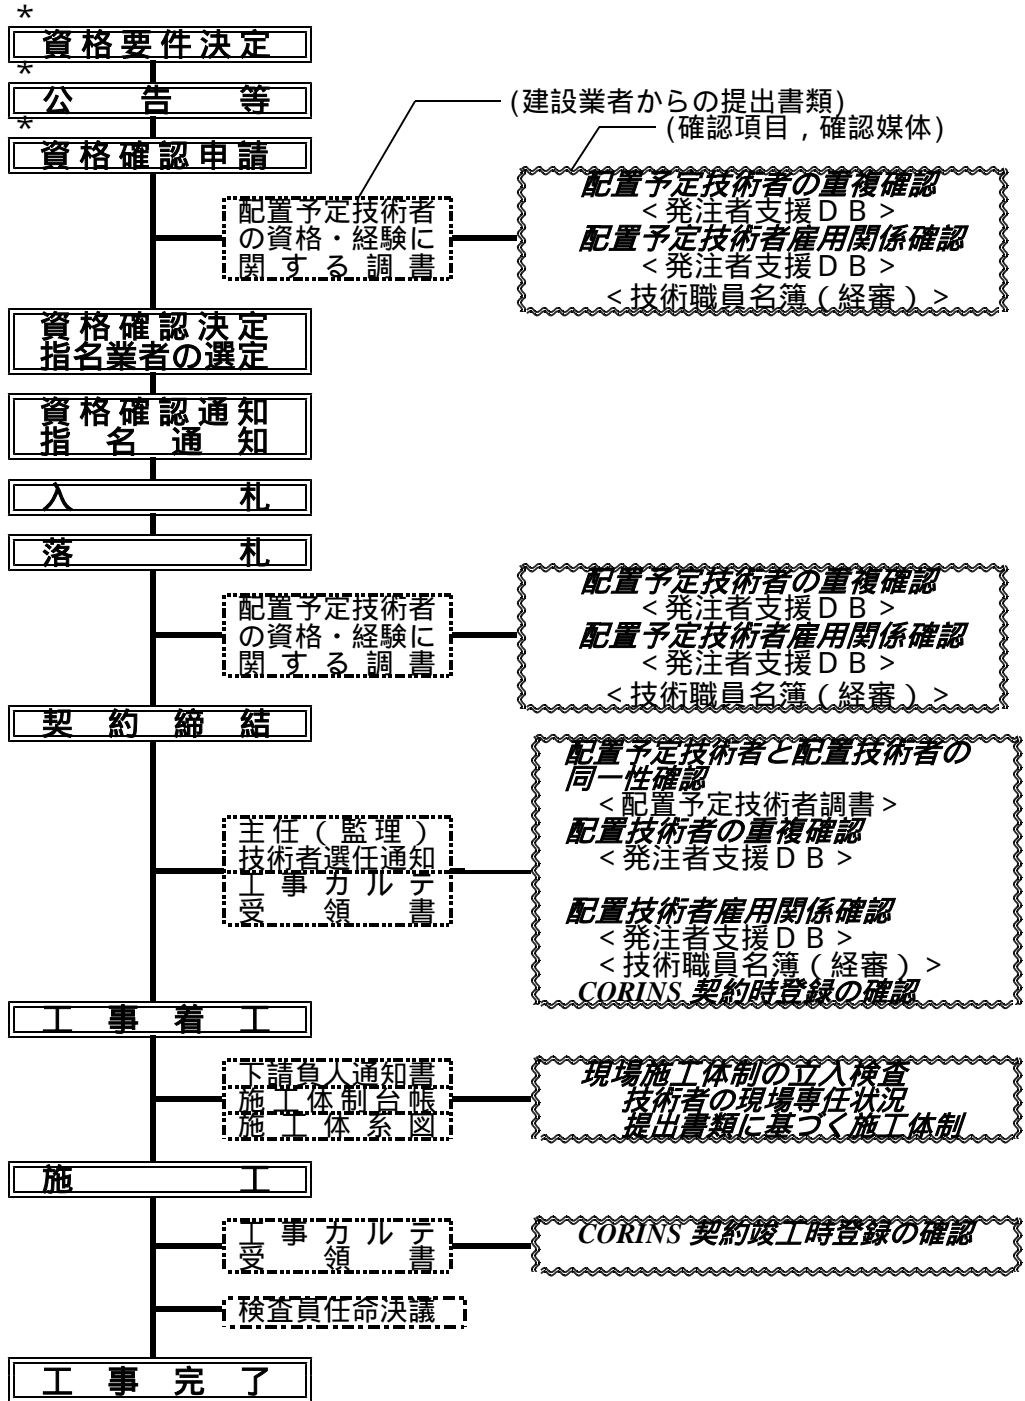 *
資格要件決定
*
公告等
*
資格確認申請
(建設業者からの提出書類)
(確認項目，確認媒体)
配置予定技術者
の資格・経験に
関する調書
配置予定技術者の重複確認
＜発注者支援ＤＢ＞
配置予定技術者雇用関係確認
＜発注者支援ＤＢ＞
＜技術職員名簿（経審）＞
資格確認決定
指名業者の選定
資格確認通知
指名通知
入札
落札
配置予定技術者
の資格・経験に
関する調書
配置予定技術者の重複確認
＜発注者支援ＤＢ＞
配置予定技術者雇用関係確認
＜発注者支援ＤＢ＞
＜技術職員名簿（経審）＞
契約締結
主任（監理）
技術者選任通知
工事カルテ
受領書
配置予定技術者と配置技術者の
同一性確認
＜配置予定技術者調書＞
配置技術者の重複確認
＜発注者支援ＤＢ＞
配置技術者雇用関係確認
＜発注者支援ＤＢ＞
＜技術職員名簿（経審）＞
CORINS 契約時登録の確認
工事着工
下請負人通知書
施工体制台帳
施工体系図
現場施工体制の立入検査
技術者の現場専任状況
提出書類に基づく施工体制
施工
工事カルテ
受領書
CORINS 契約竣工時登録の確認
検査員任命決議
工事完了